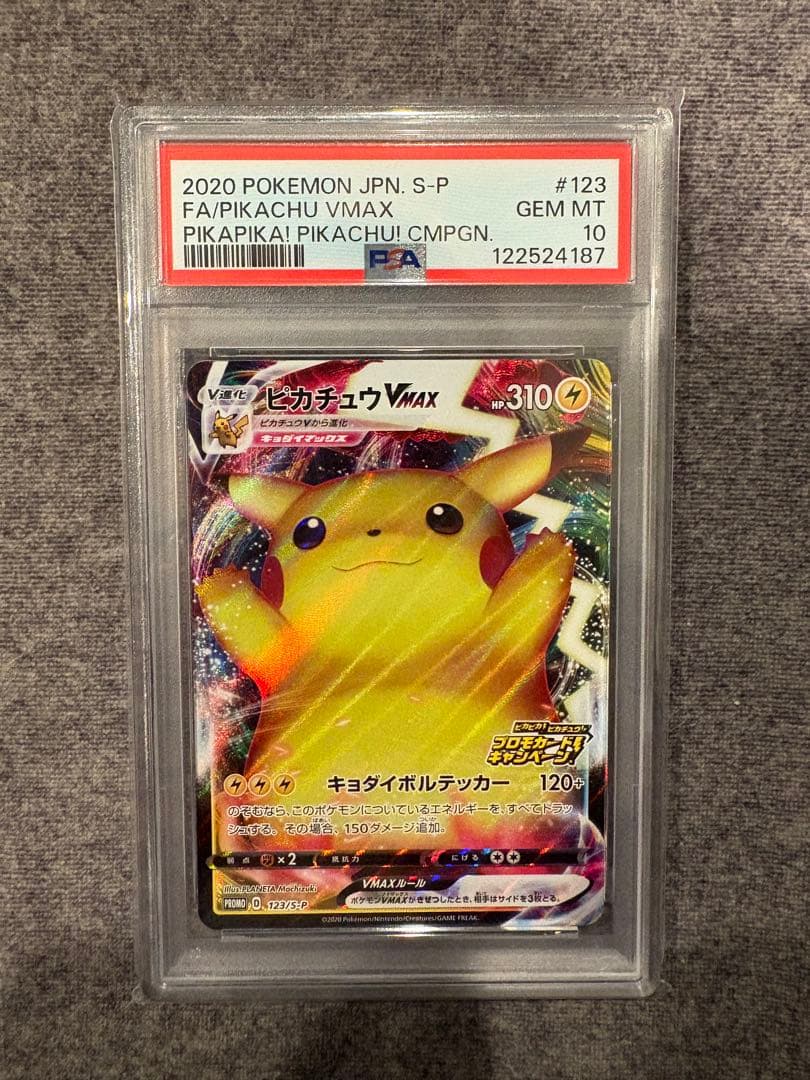 2020 POKEMON JPN. S-P #123
FA/PIKACHU VMAX GEM MT
PIKAPIKA! PIKACHU! CMPGN. 10
PSA 122524187
V進化 ピカチュウVMAX HP310
ピカチュウVから進化
キョダイマックス
ピカピカ! ピカチュウ!
プロモカード
キャンペーン!
キョダイボルテッカー 120+
のぞむなら、このポケモンについているエネルギーを、すべてトラッ
シュする。その場合、150ダメージ追加。
弱点 ×2 抵抗力 にげる
Illus.PLANETA Mochizuki
VMAXルール
ポケモンVMAXがきぜつしたとき、相手はサイドを3枚とる。
PROMO D 123/S-P
©2020 Pokémon/Nintendo/Creatures/GAME FREAK.